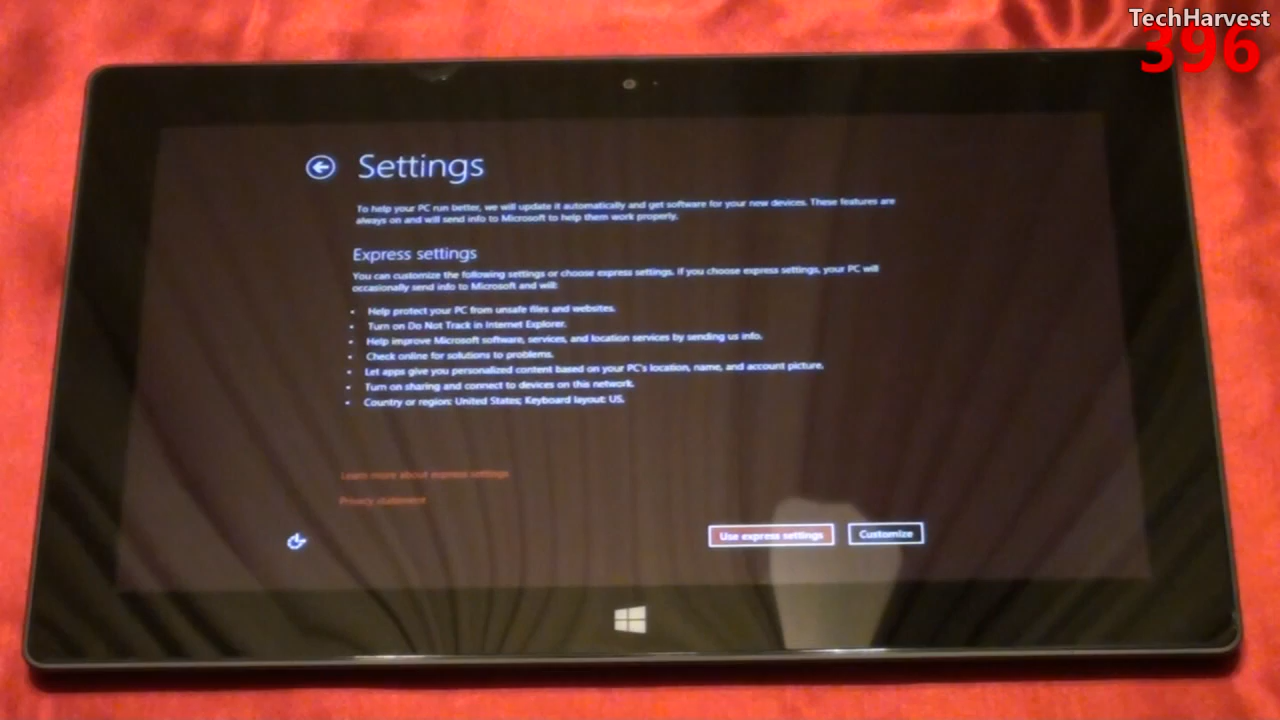 TechHarvest
396
Settings
To help your PC run better, we will update it automatically and get software for your new devices. These features are
always on and will send info to Microsoft to help them work properly.
Express settings
You can customize the following settings or choose express settings. If you choose express settings, your PC will
occasionally send info to Microsoft and will:
• Help protect your PC from unsafe files and websites.
• Turn on Do Not Track in Internet Explorer.
• Help improve Microsoft software, services, and location services by sending us info.
• Check online for solutions to problems.
• Let apps give you personalized content based on your PC's location, name, and account picture.
• Turn on sharing and connect to devices on this network.
• Country or region: United States; Keyboard layout: US.
Learn more about express settings
Privacy statement
Use express settings
Customize